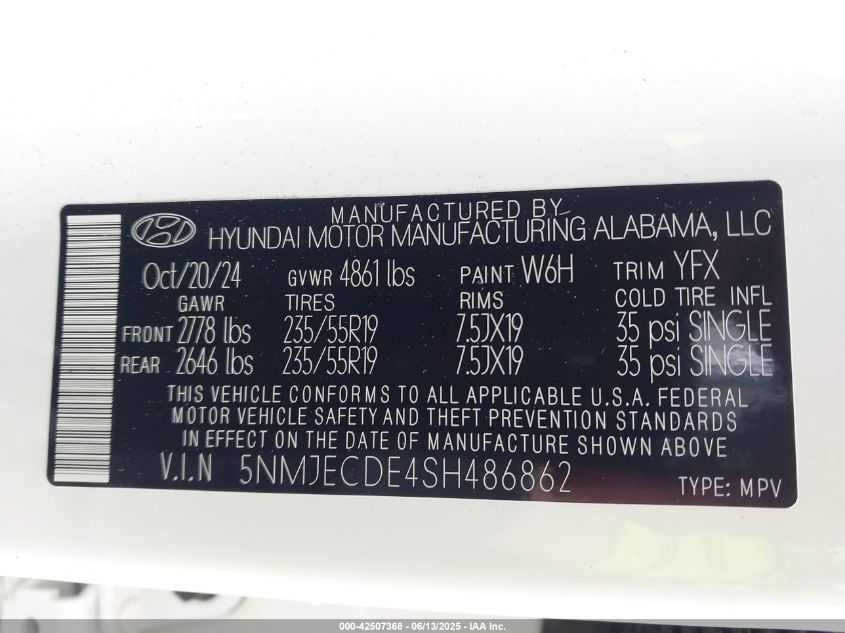 MANUFACTURED BY
HYUNDAI MOTOR MANUFACTURING ALABAMA, LLC
Oct/20/24 GVWR 4861 lbs PAINT W6H TRIM YFX
GAWR TIRES RIMS COLD TIRE INFL
FRONT 2778 lbs 235/55R19 7.5JX19 35 psi SINGLE
REAR 2646 lbs 235/55R19 7.5JX19 35 psi SINGLE
THIS VEHICLE CONFORMS TO ALL APPLICABLE U.S.A. FEDERAL
MOTOR VEHICLE SAFETY AND THEFT PREVENTION STANDARDS
IN EFFECT ON THE DATE OF MANUFACTURE SHOWN ABOVE
V.I.N 5NMJECDE4SH486862 TYPE: MPV
000-42507368 - 06/13/2025 - IAA Inc.